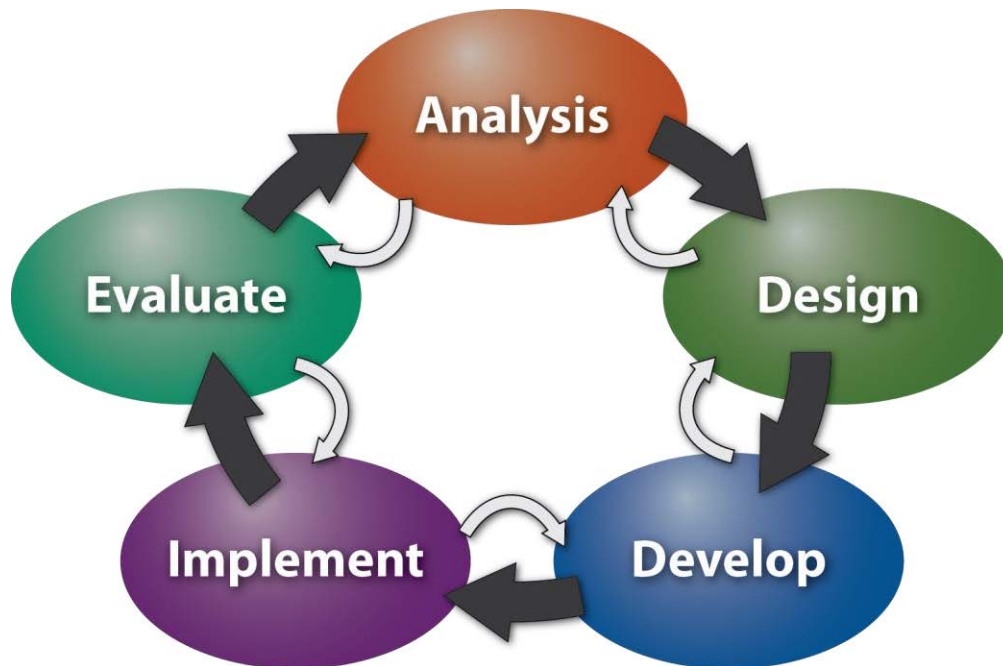 Analysis
Design
Develop
Implement
Evaluate